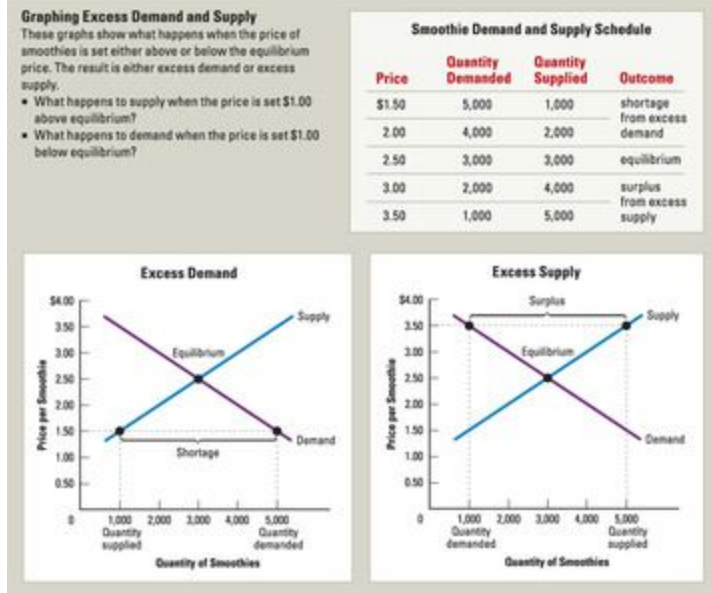 Graphing Excess Demand and Supply
These graphs show what happens when the price of
smoothies is set either above or below the equilibrium
price. The result is either excess demand or excess
supply.
▪ What happens to supply when the price is set $1.00
above equilibrium?
▪ What happens to demand when the price is set $1.00
below equilibrium?
Smoothie Demand and Supply Schedule
Price Quantity Demanded Quantity Supplied Outcome
$1.50 5,000 1,000 shortage
from excess
2.00 4,000 2,000 demand
2.50 3,000 3,000 equilibrium
3.00 2,000 4,000 surplus
from excess
3.50 1,000 5,000 supply
Excess Demand
$4.00
3.50
3.00
2.50
2.00
1.50
1.00
0.50
0
Price per Smoothie
Supply
Equilibrium
Demand
Shortage
1,000 2,000 3,000 4,000 5,000
Quantity supplied
Quantity demanded
Quantity of Smoothies
Excess Supply
$4.00
3.50
3.00
2.50
2.00
1.50
1.00
0.50
0
Price per Smoothie
Surplus
Supply
Equilibrium
Demand
1,000 2,000 3,000 4,000 5,000
Quantity demanded
Quantity supplied
Quantity of Smoothies